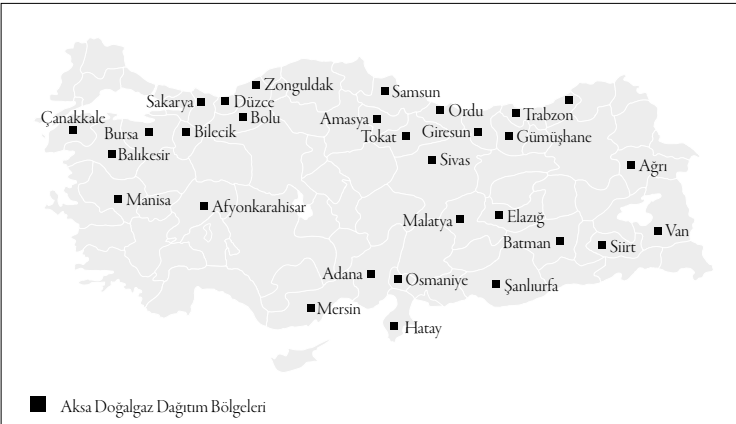 Zonguldak
Samsun
Sakarya
Düzce
Ordu
Trabzon
Çanakkale
Bolu
Amasya
Bursa
Bilecik
Tokat
Giresun
Gümüşhane
Balıkesir
Sivas
Ağrı
Manisa
Afyonkarahisar
Malatya
Elazığ
Van
Batman
Siirt
Adana
Osmaniye
Şanlıurfa
Mersin
Hatay
Aksa Doğalgaz Dağıtım Bölgeleri